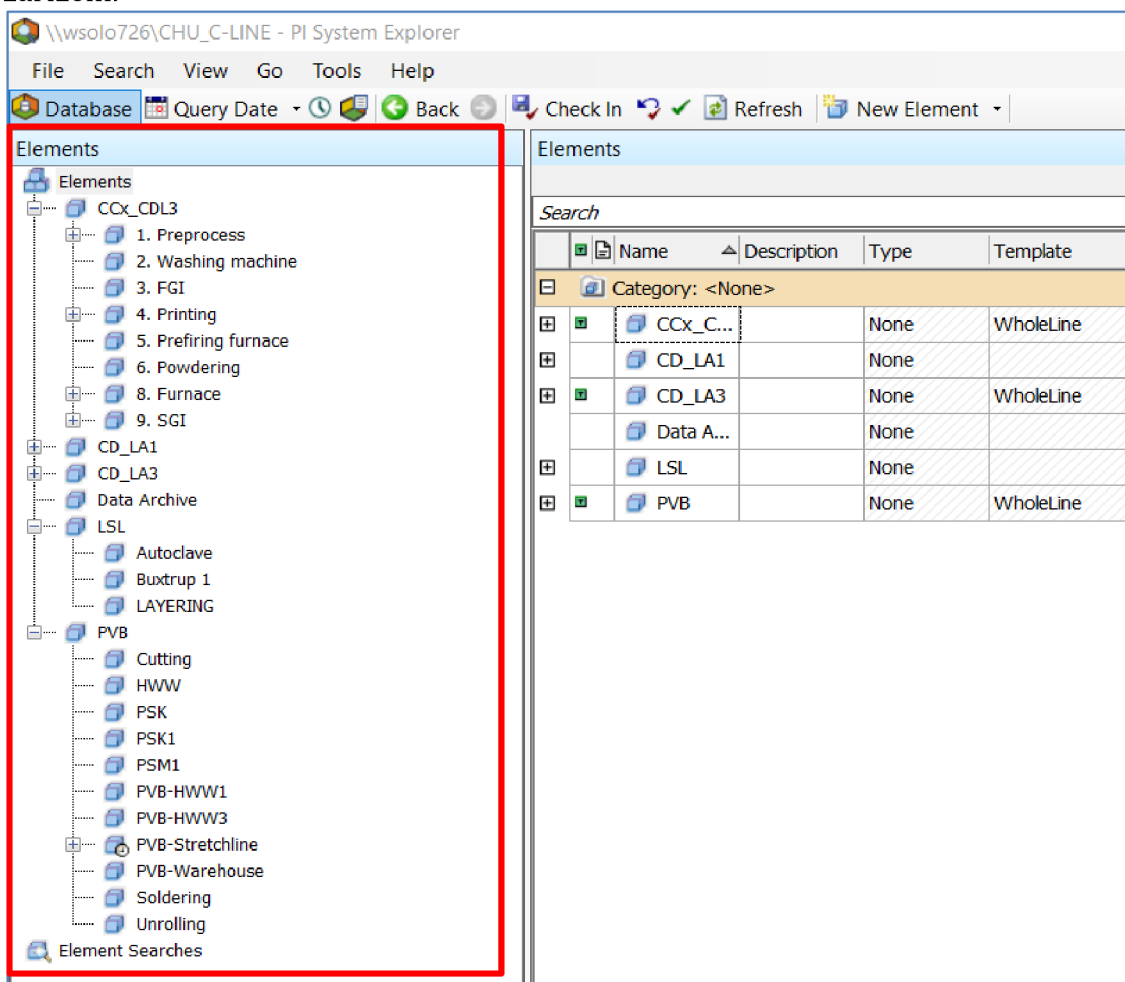 \\wsolo726\CHU_C-LINE - PI System Explorer
File Search View Go Tools Help
Database Query Date Back Check In Refresh New Element
Elements
Elements
CCx_CDL3
1. Preprocess
2. Washing machine
3. FGI
4. Printing
5. Prefiring furnace
6. Powdering
8. Furnace
9. SGI
CD_LA1
CD_LA3
Data Archive
LSL
Autoclave
Buxtrup 1
LAYERING
PVB
Cutting
HWW
PSK
PSK1
PSM1
PVB-HWW1
PVB-HWW3
PVB-Stretchline
PVB-Warehouse
Soldering
Unrolling
Element Searches
Elements
Search
Name Description Type Template
Category: <None>
CCx_C... None WholeLine
CD_LA1 None
CD_LA3 None WholeLine
Data A... None
LSL None
PVB None WholeLine